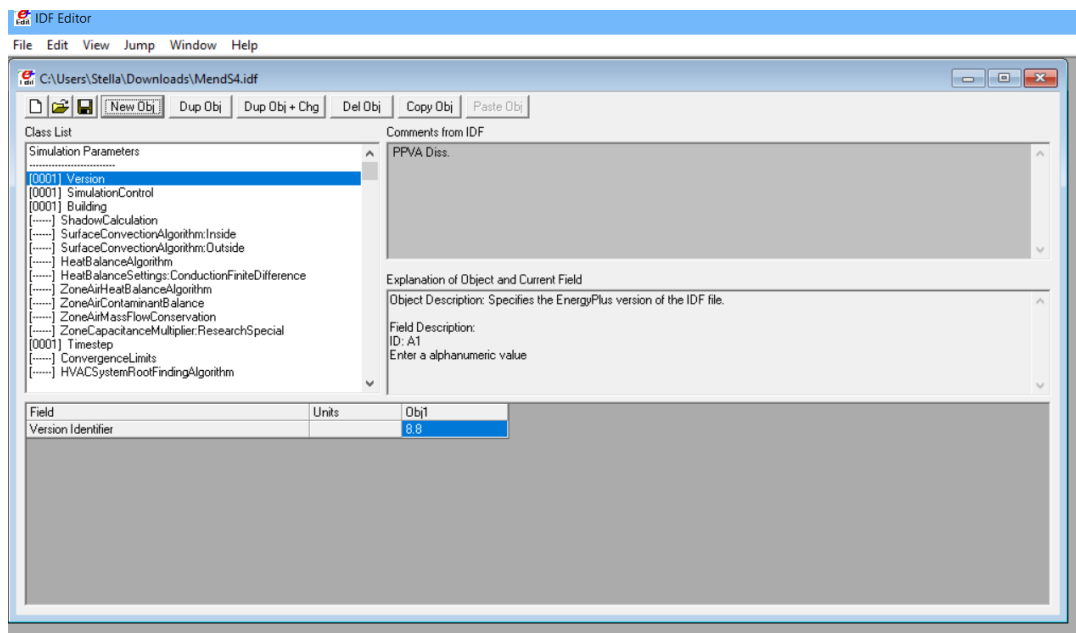 IDF Editor
File Edit View Jump Window Help
C:\Users\Stella\Downloads\MendS4.idf
New Obj Dup Obj Dup Obj + Chg Del Obj Copy Obj Paste Obj
Class List
Simulation Parameters
----------------------------
[0001] Version
[0001] SimulationControl
[0001] Building
[------] ShadowCalculation
[------] SurfaceConvectionAlgorithm:Inside
[------] SurfaceConvectionAlgorithm:Outside
[------] HeatBalanceAlgorithm
[------] HeatBalanceSettings:ConductionFiniteDifference
[------] ZoneAirHeatBalanceAlgorithm
[------] ZoneAirContaminantBalance
[------] ZoneAirMassFlowConservation
[------] ZoneCapacitanceMultiplier:ResearchSpecial
[0001] Timestep
[------] ConvergenceLimits
[------] HVACSystemRootFindingAlgorithm
Comments from IDF
PPVA Diss.
Explanation of Object and Current Field
Object Description: Specifies the EnergyPlus version of the IDF file.
Field Description:
ID: A1
Enter a alphanumeric value
Field Units Obj1
Version Identifier 8.8